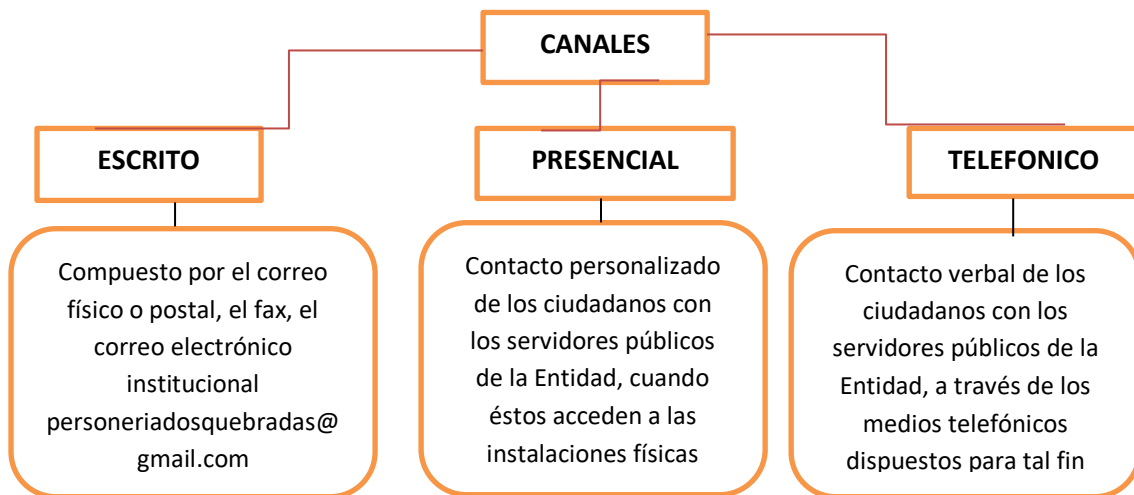 CANALES
ESCRITO
PRESENCIAL
TELEFONICO
Compuesto por el correo
físico o postal, el fax, el
correo electrónico
institucional
personeriadosquebradas@
gmail.com
Contacto personalizado
de los ciudadanos con
los servidores públicos
de la Entidad, cuando
éstos acceden a las
instalaciones físicas
Contacto verbal de los
ciudadanos con los
servidores públicos de la
Entidad, a través de los
medios telefónicos
dispuestos para tal fin